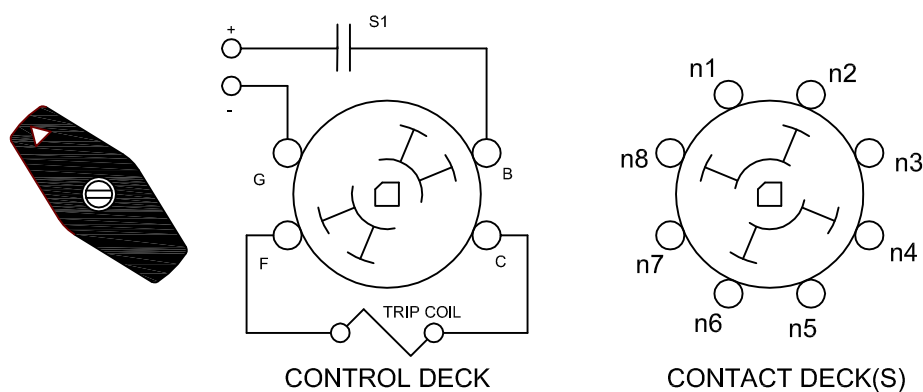 S1
+
-
G
B
F
C
TRIP COIL
CONTROL DECK
n1
n2
n8
n3
n7
n4
n6
n5
CONTACT DECK(S)